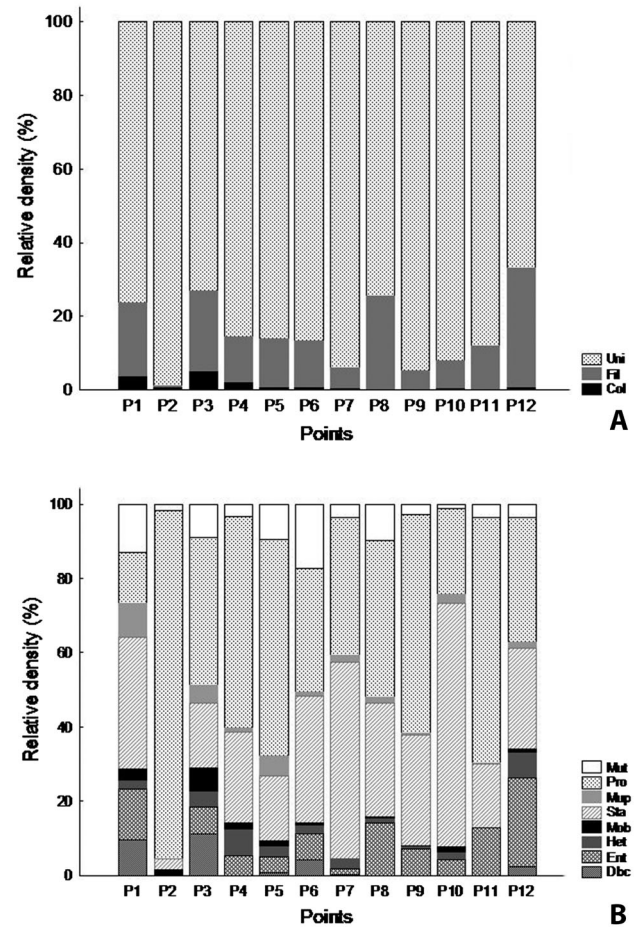 100
80
60
40
20
0
Relative density (%)
P1 P2 P3 P4 P5 P6 P7 P8 P9 P10 P11 P12
Points
Uni
Fil
Col
A
100
80
60
40
20
0
Relative density (%)
P1 P2 P3 P4 P5 P6 P7 P8 P9 P10 P11 P12
Points
Mut
Pro
Mup
Sta
Mob
Het
Ent
Dbc
B